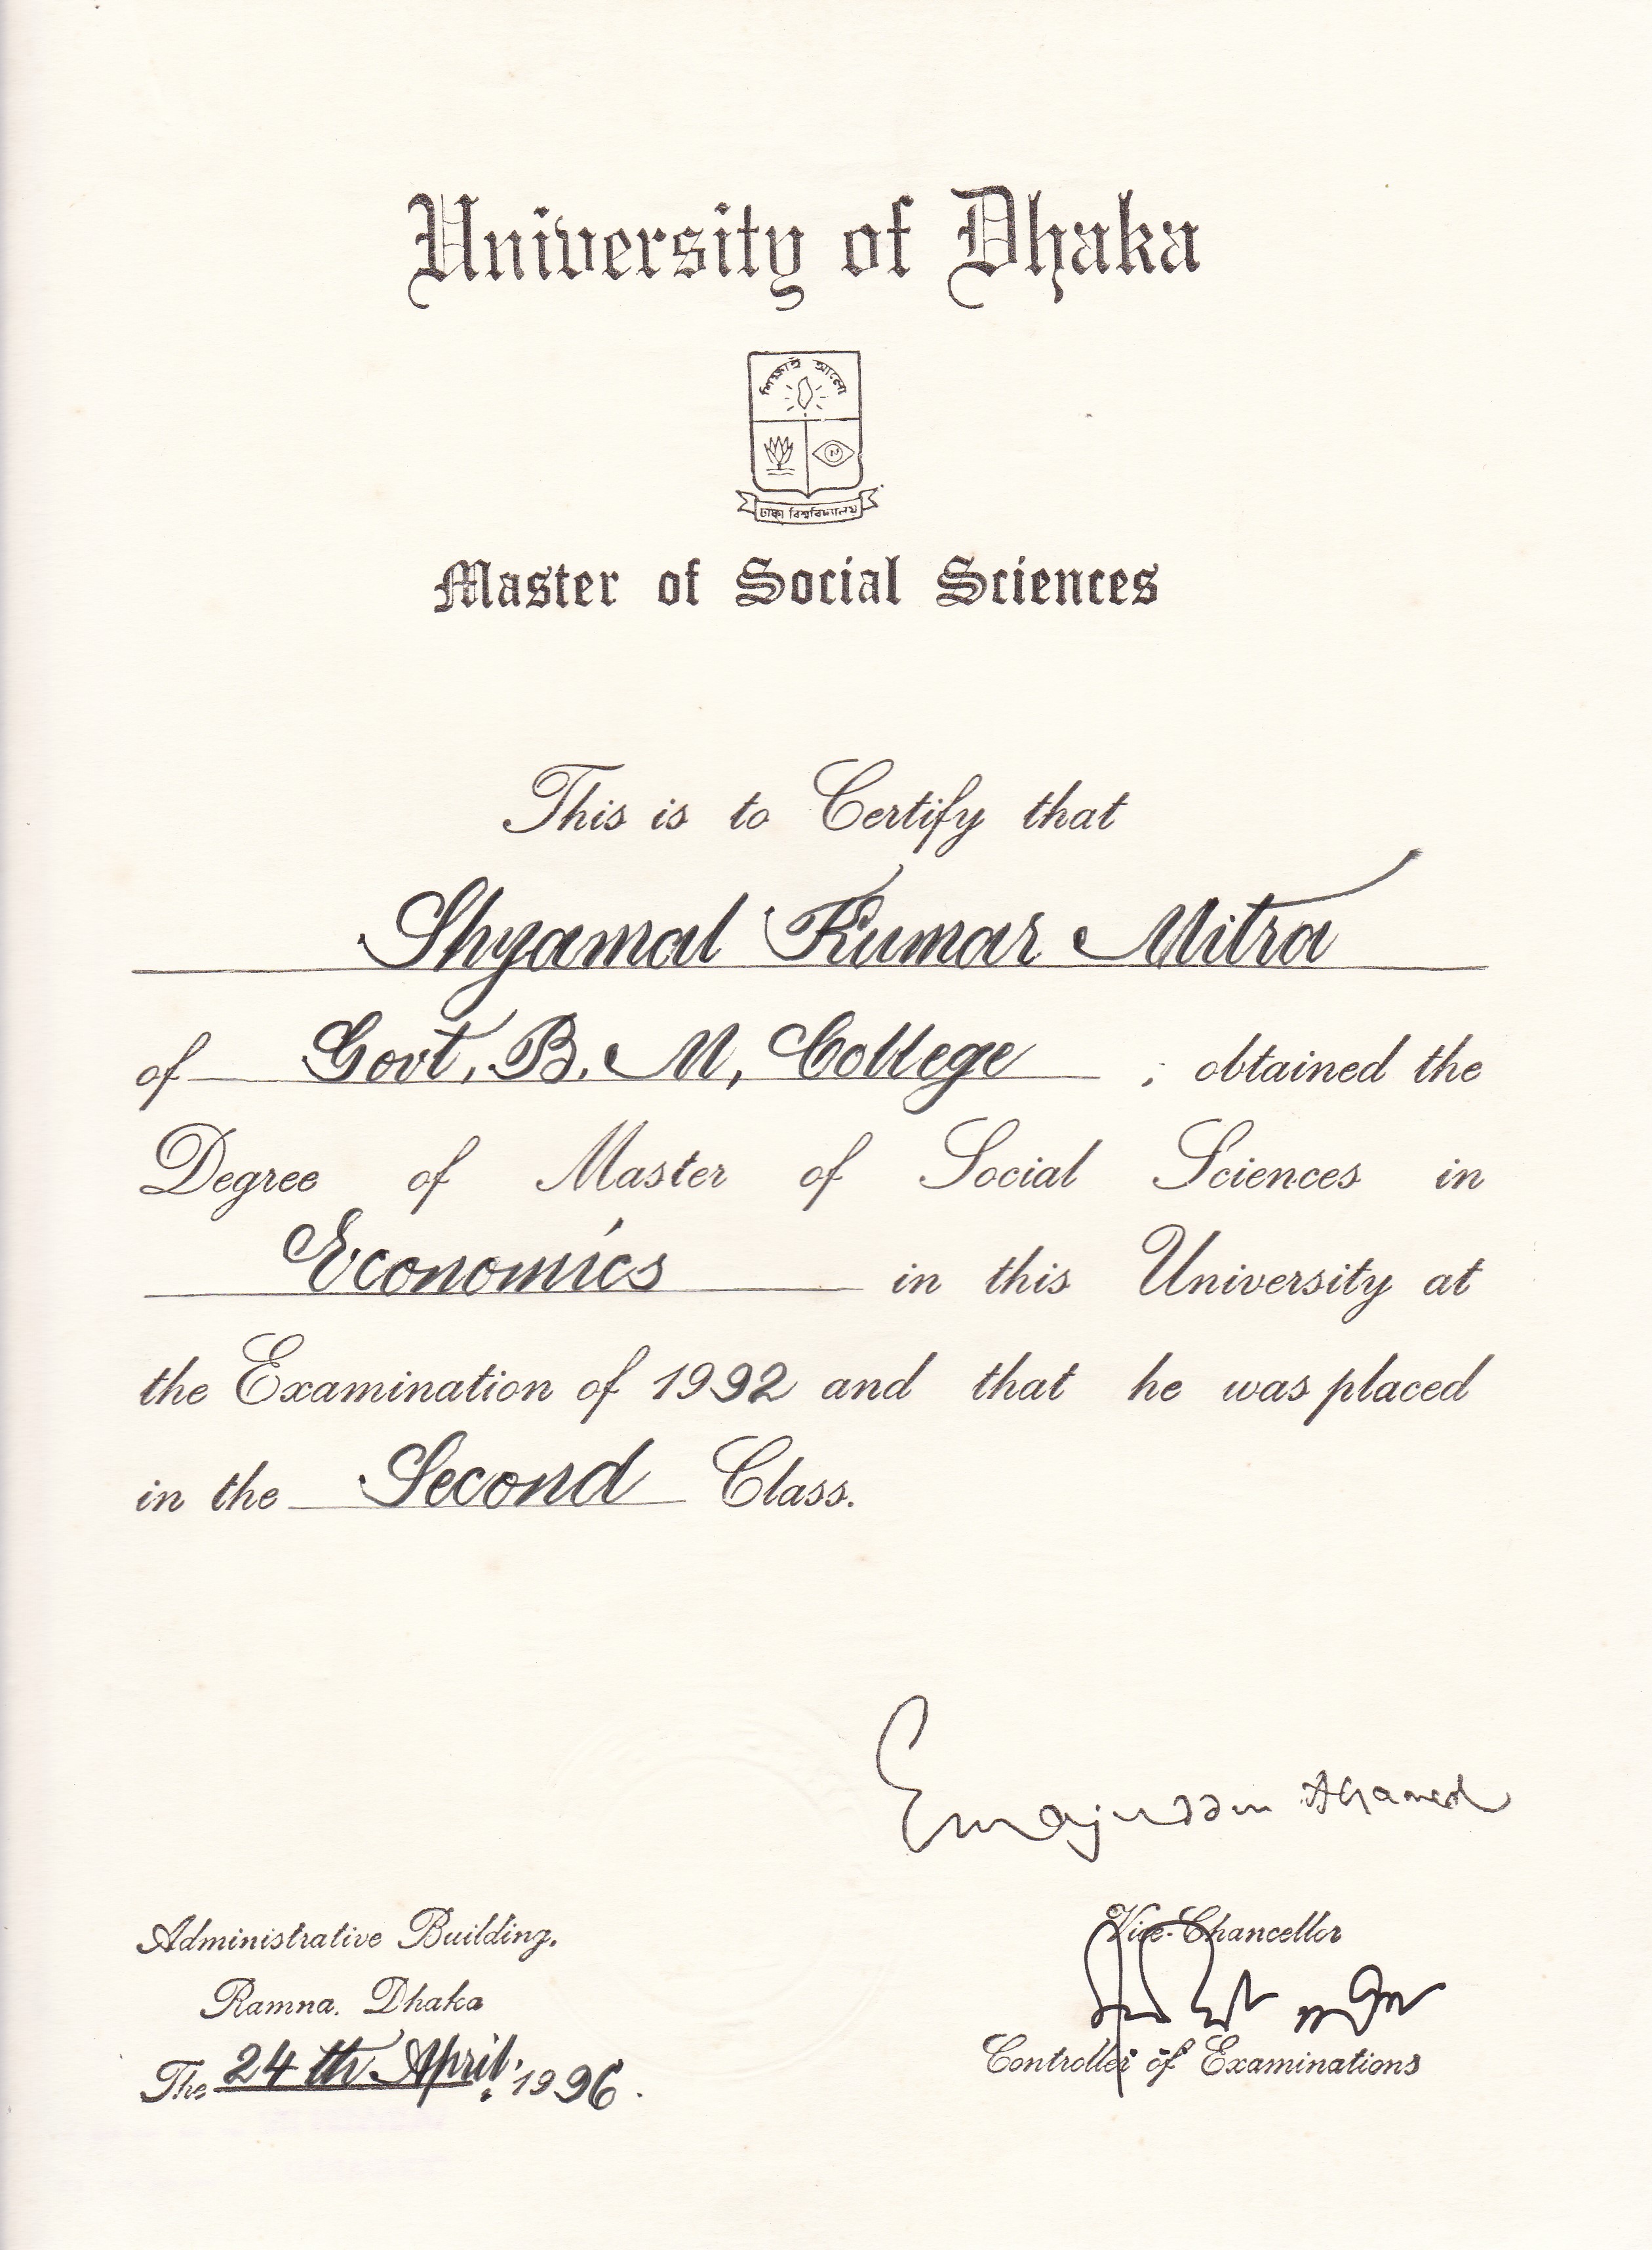 University of Dhaka
শিক্ষাই আলো
ঢাকা বিশ্ববিদ্যালয়
Master of Social Sciences
This is to Certify that
Shyamal Kumar Mitra
of Govt. B. M, College ; obtained the
Degree of Master of Social Sciences in
Economics in this University at
the Examination of 1992 and that he was placed
in the Second Class.
Emajuddin Ahamed
Administrative Building.
Vice-Chancellor
Ramna. Dhaka
The 24 th April, 1996.
Controller of Examinations